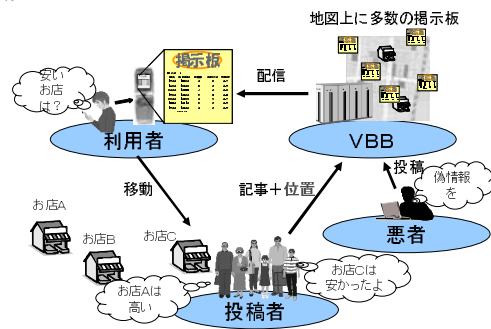 地図上に多数の掲示板
安い
お店
は?
掲示板
配信
利用者
VBB
投稿
偽情報
を
移動
記事+位置
悪者
お店A
お店B
お店C
お店Aは
高い
お店Cは
安かったよ
投稿者